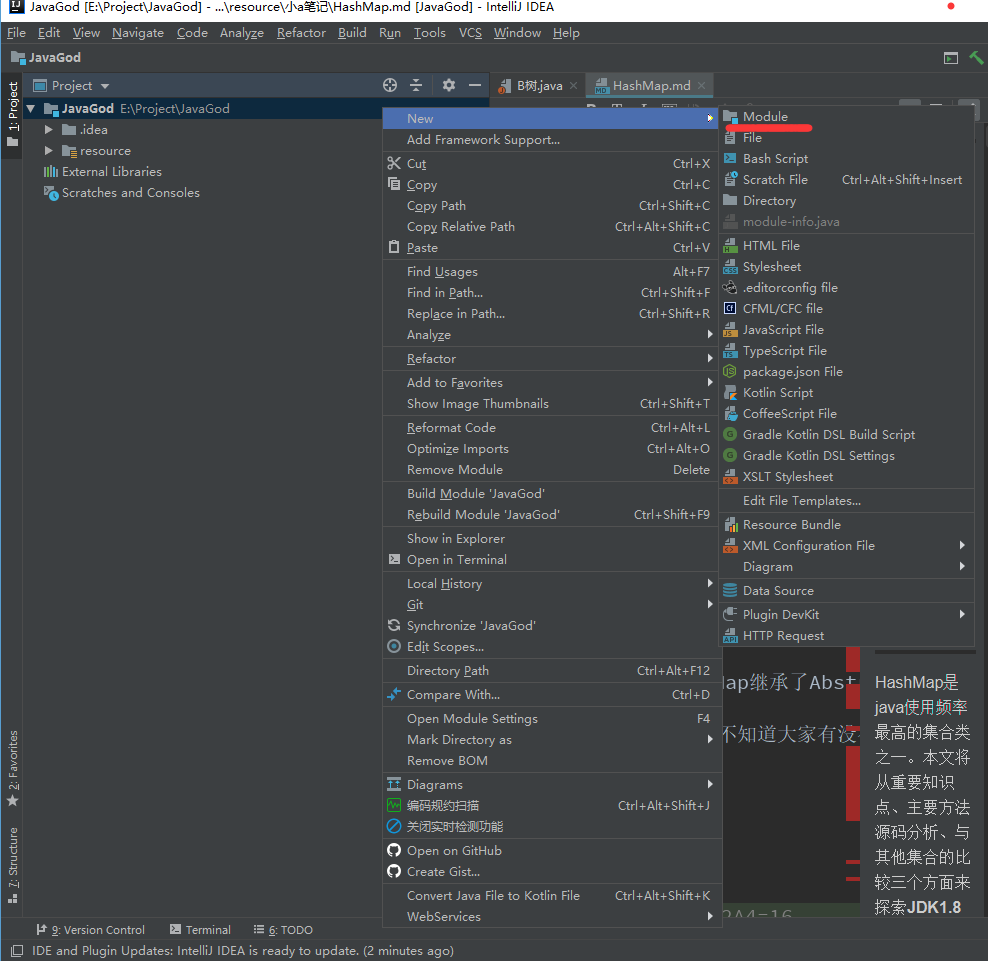 JavaGod [E:\Project\JavaGod] - ...\resource\小a笔记\HashMap.md [JavaGod] - IntelliJ IDEA
File Edit View Navigate Code Analyze Refactor Build Run Tools VCS Window Help
JavaGod
1: Project
Project
B树.java
HashMap.md
JavaGod E:\Project\JavaGod
.idea
resource
External Libraries
Scratches and Consoles
New
Add Framework Support...
Cut Ctrl+X
Copy Ctrl+C
Copy Path Ctrl+Shift+C
Copy Relative Path Ctrl+Alt+Shift+C
Paste Ctrl+V
Find Usages Alt+F7
Find in Path... Ctrl+Shift+F
Replace in Path... Ctrl+Shift+R
Analyze
Refactor
Add to Favorites
Show Image Thumbnails Ctrl+Shift+T
Reformat Code Ctrl+Alt+L
Optimize Imports Ctrl+Alt+O
Remove Module Delete
Build Module 'JavaGod'
Rebuild Module 'JavaGod' Ctrl+Shift+F9
Show in Explorer
Open in Terminal
Local History
Git
Synchronize 'JavaGod'
Edit Scopes...
Directory Path Ctrl+Alt+F12
Compare With... Ctrl+D
Open Module Settings F4
Mark Directory as
Remove BOM
Diagrams
编码规约扫描 Ctrl+Alt+Shift+J
关闭实时检测功能
Open on GitHub
Create Gist...
Convert Java File to Kotlin File Ctrl+Alt+Shift+K
WebServices
Module
File
Bash Script
Scratch File Ctrl+Alt+Shift+Insert
Directory
module-info.java
HTML File
Stylesheet
.editorconfig file
CFML/CFC file
JavaScript File
TypeScript File
package.json File
Kotlin Script
CoffeeScript File
Gradle Kotlin DSL Build Script
Gradle Kotlin DSL Settings
XSLT Stylesheet
Edit File Templates...
Resource Bundle
XML Configuration File
Diagram
Data Source
Plugin DevKit
HTTP Request
Map继承了Abst
不知道大家有没
2A4=16
HashMap是
java使用频率
最高的集合类
之一。本文将
从重要知识
点、主要方法
源码分析、与
其他集合的比
较三个方面来
探索JDK1.8
2: Favorites
7: Structure
9: Version Control
Terminal
6: TODO
IDE and Plugin Updates: IntelliJ IDEA is ready to update. (2 minutes ago)